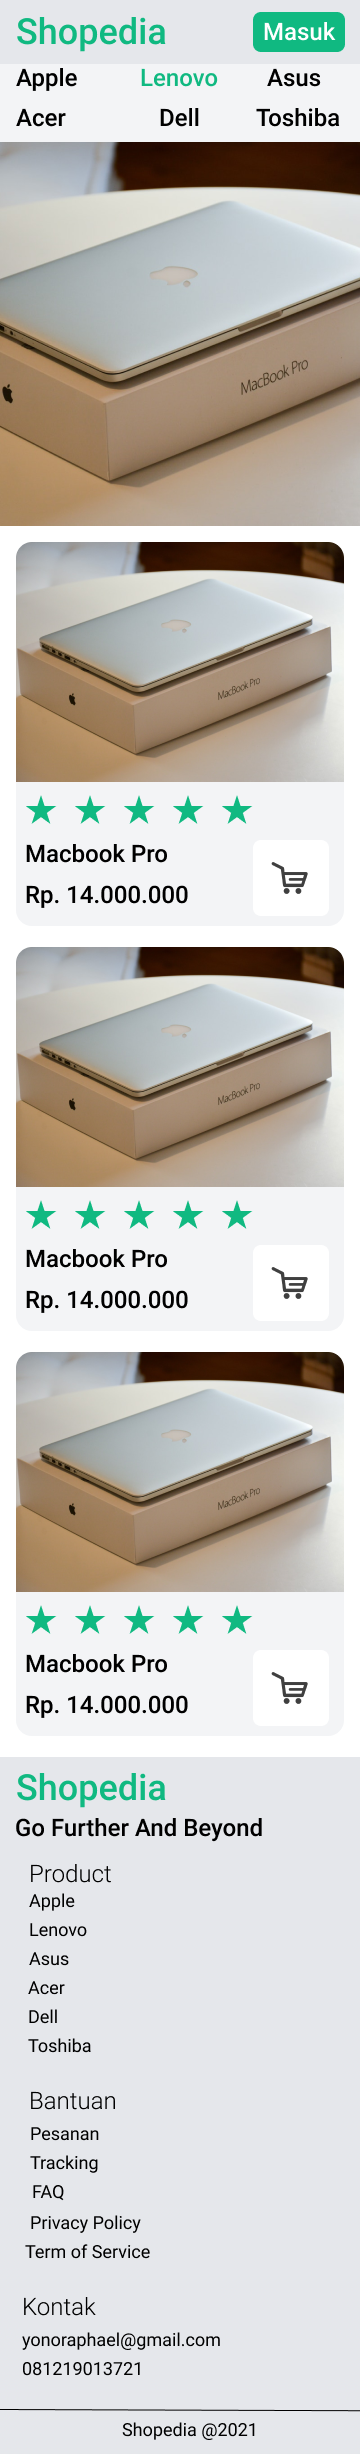 Shopedia Masuk
Apple Lenovo Asus
Acer Dell Toshiba
MacBook Pro
MacBook Pro
Macbook Pro
Rp. 14.000.000
MacBook Pro
Macbook Pro
Rp. 14.000.000
MacBook Pro
Macbook Pro
Rp. 14.000.000
Shopedia
Go Further And Beyond
Product
Apple
Lenovo
Asus
Acer
Dell
Toshiba
Bantuan
Pesanan
Tracking
FAQ
Privacy Policy
Term of Service
Kontak
yonoraphael@gmail.com
081219013721
Shopedia @2021